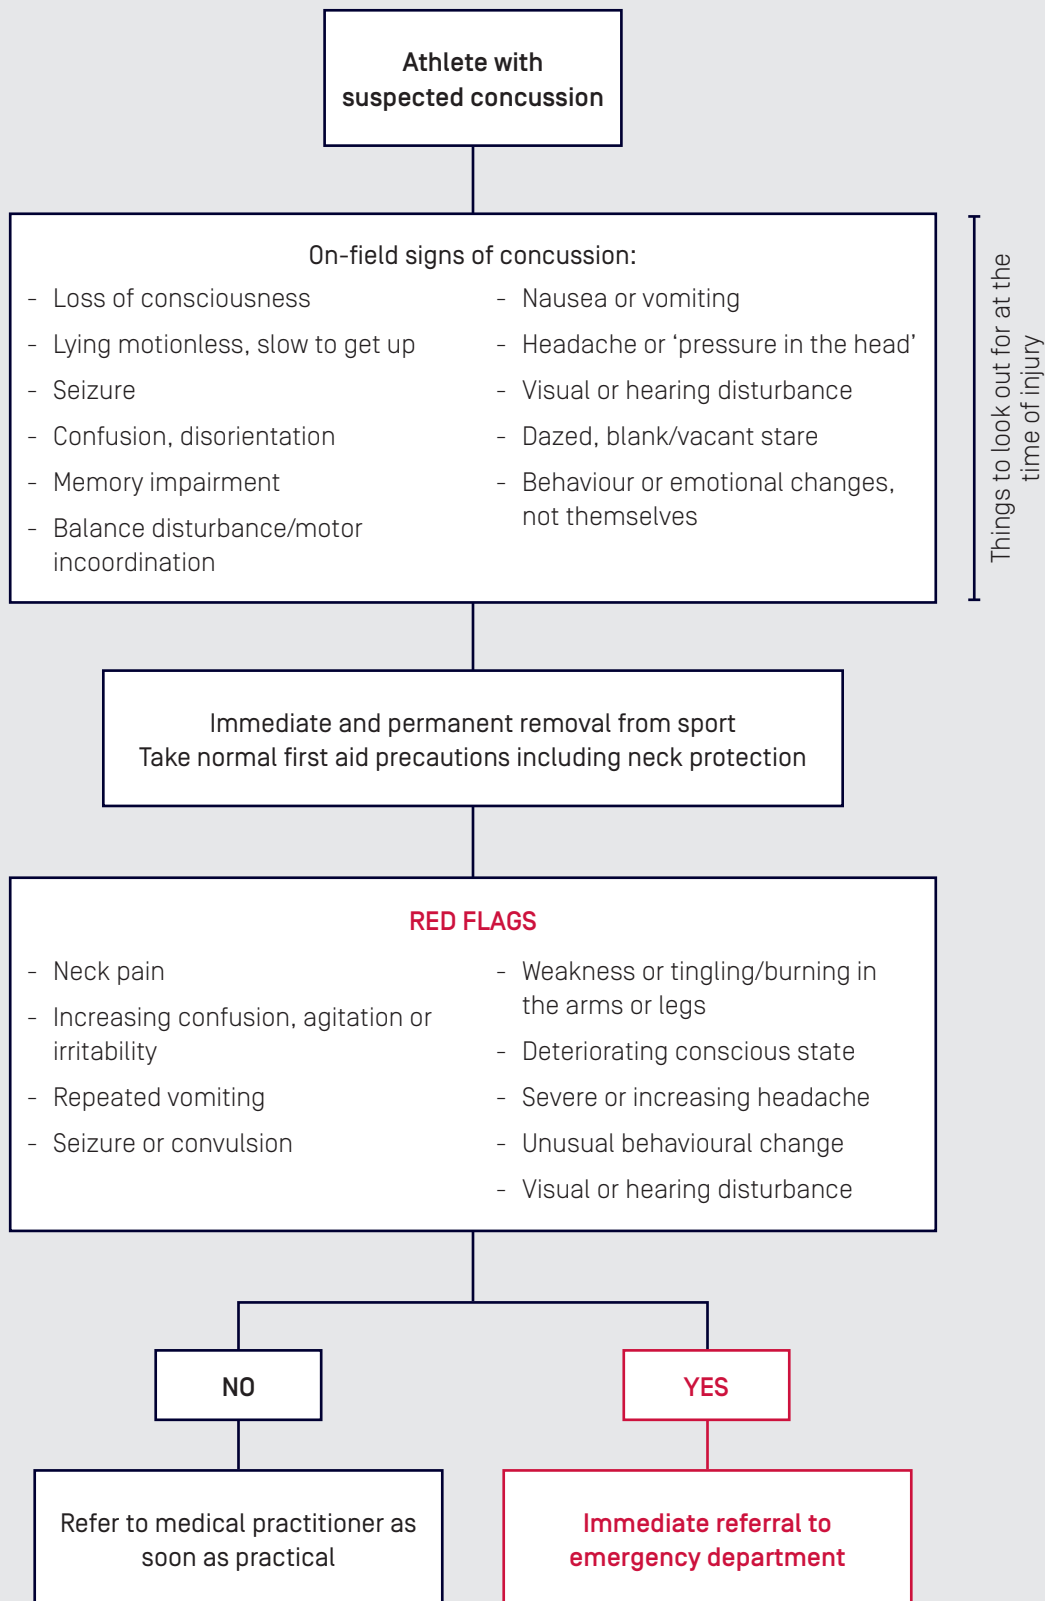 Athlete with
suspected concussion
On-field signs of concussion:
- Loss of consciousness
- Lying motionless, slow to get up
- Seizure
- Confusion, disorientation
- Memory impairment
- Balance disturbance/motor
incoordination
- Nausea or vomiting
- Headache or ‘pressure in the head’
- Visual or hearing disturbance
- Dazed, blank/vacant stare
- Behaviour or emotional changes,
not themselves
Things to look out for at the
time of injury
Immediate and permanent removal from sport
Take normal first aid precautions including neck protection
RED FLAGS
- Neck pain
- Increasing confusion, agitation or
irritability
- Repeated vomiting
- Seizure or convulsion
- Weakness or tingling/burning in
the arms or legs
- Deteriorating conscious state
- Severe or increasing headache
- Unusual behavioural change
- Visual or hearing disturbance
NO
YES
Refer to medical practitioner as
soon as practical
Immediate referral to
emergency department